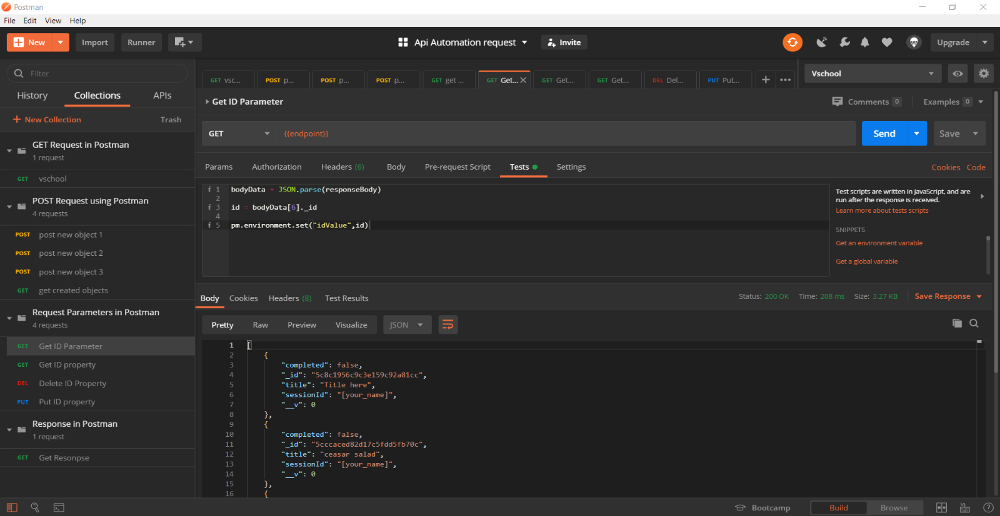 Postman
File Edit View Help
New Import Runner Api Automation request Invite Upgrade
Filter
GET vsc... POST p... POST p... POST p... GET get ... GET Get... GET Get... GET Get... DEL Del... PUT Put... Vschool
History Collections APIs
Get ID Parameter Comments 0 Examples 0
New Collection Trash
GET {{endpoint}} Send Save
GET Request in Postman
1 request
GET vschool
POST Request using Postman
4 requests
POST post new object 1
POST post new object 2
POST post new object 3
GET get created objects
Request Parameters in Postman
4 requests
GET Get ID Parameter
GET Get ID property
DEL Delete ID Property
PUT Put ID property
Response in Postman
1 request
GET Get Resonpse
Params Authorization Headers (6) Body Pre-request Script Tests Settings Cookies Code
i 1 bodyData = JSON.parse(responseBody)
2
i 3 id = bodyData[6]._id
4
i 5 pm.environment.set("idValue",id)
Test scripts are written in JavaScript, and are
run after the response is received.
Learn more about tests scripts
SNIPPETS
Get an environment variable
Get a global variable
Body Cookies Headers (8) Test Results Status: 200 OK Time: 208 ms Size: 3.27 KB Save Response
Pretty Raw Preview Visualize JSON
1 [
2 {
3 "completed": false,
4 "_id": "5c8c1956c9c3e159c92a81cc",
5 "title": "Title here",
6 "sessionId": "[your_name]",
7 "__v": 0
8 },
9 {
10 "completed": false,
11 "_id": "5cccaced82d17c5fdd5fb70c",
12 "title": "ceasar salad",
13 "sessionId": "[your_name]",
14 "__v": 0
15 },
16 {
Bootcamp Build Browse